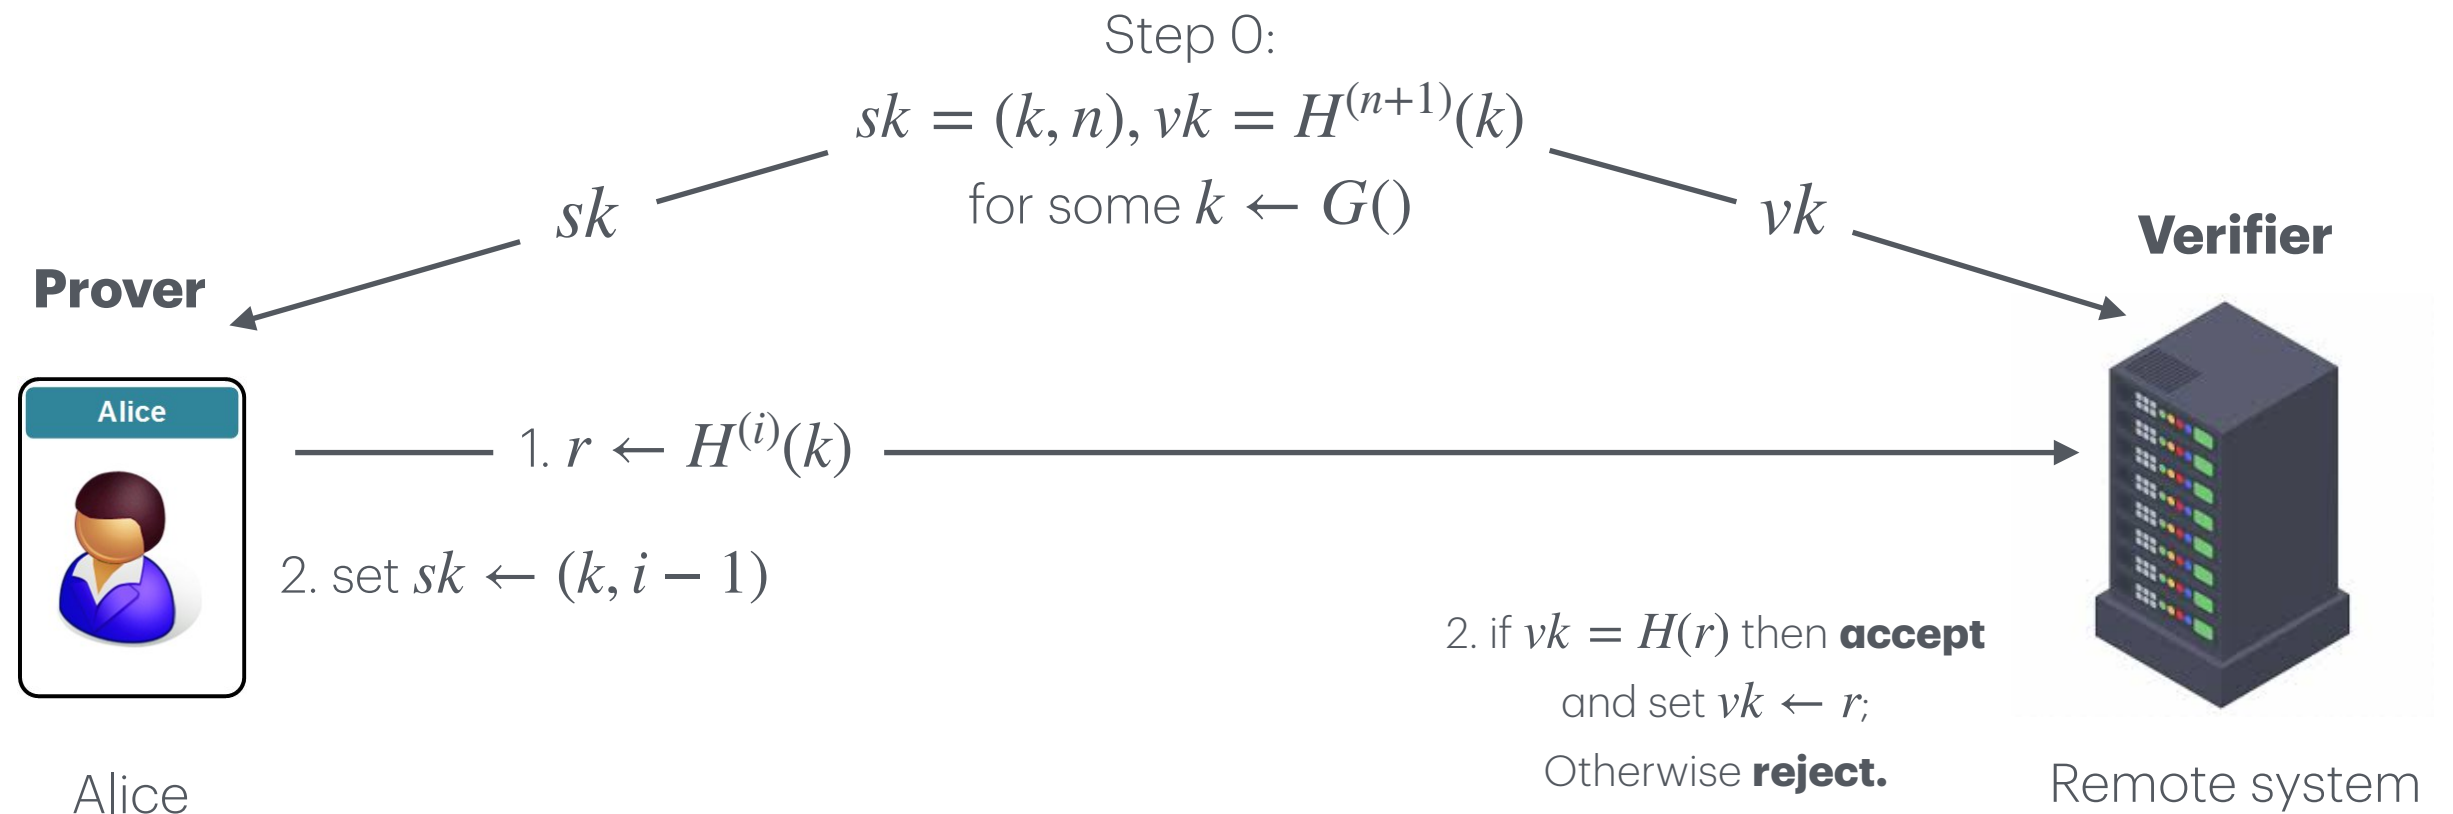 Step 0:
sk = (k, n), vk = H^(n+1)(k)
for some k ← G()
sk
vk
Verifier
Prover
Alice
1. r ← H^(i)(k)
2. set sk ← (k, i − 1)
2. if vk = H(r) then accept
and set vk ← r;
Otherwise reject.
Alice
Remote system